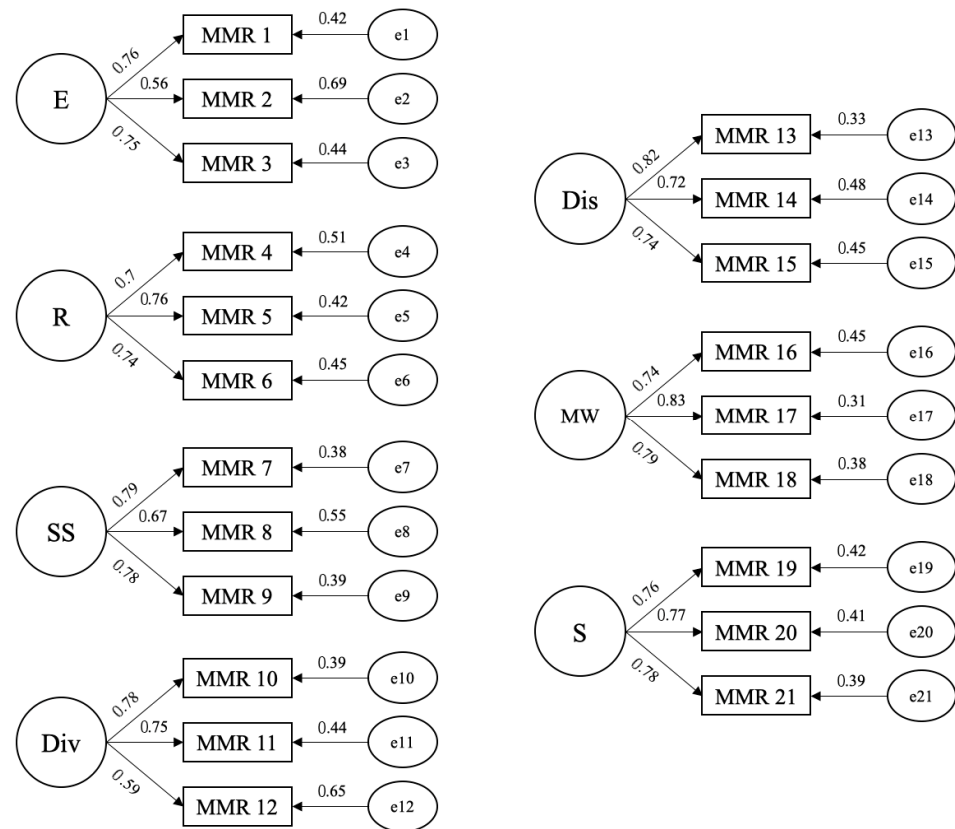 E
0.76
MMR 1
0.42
e1
0.56
MMR 2
0.69
e2
0.75
MMR 3
0.44
e3
R
0.7
MMR 4
0.51
e4
0.76
MMR 5
0.42
e5
0.74
MMR 6
0.45
e6
SS
0.79
MMR 7
0.38
e7
0.67
MMR 8
0.55
e8
0.78
MMR 9
0.39
e9
Div
0.78
MMR 10
0.39
e10
0.75
MMR 11
0.44
e11
0.59
MMR 12
0.65
e12
Dis
0.82
MMR 13
0.33
e13
0.72
MMR 14
0.48
e14
0.74
MMR 15
0.45
e15
MW
0.74
MMR 16
0.45
e16
0.83
MMR 17
0.31
e17
0.79
MMR 18
0.38
e18
S
0.76
MMR 19
0.42
e19
0.77
MMR 20
0.41
e20
0.78
MMR 21
0.39
e21